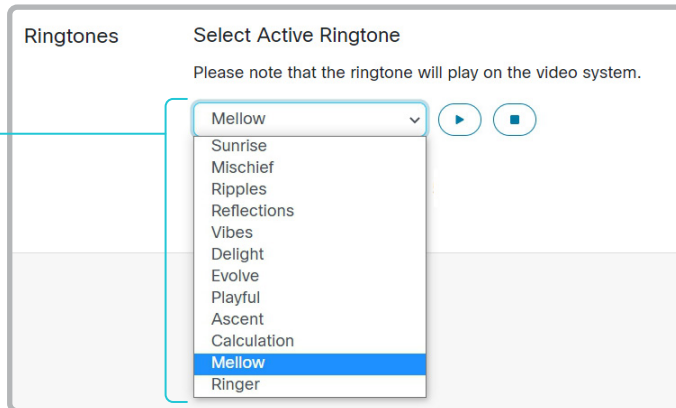 Ringtones
Select Active Ringtone
Please note that the ringtone will play on the video system.
Mellow
Sunrise
Mischief
Ripples
Reflections
Vibes
Delight
Evolve
Playful
Ascent
Calculation
Mellow
Ringer